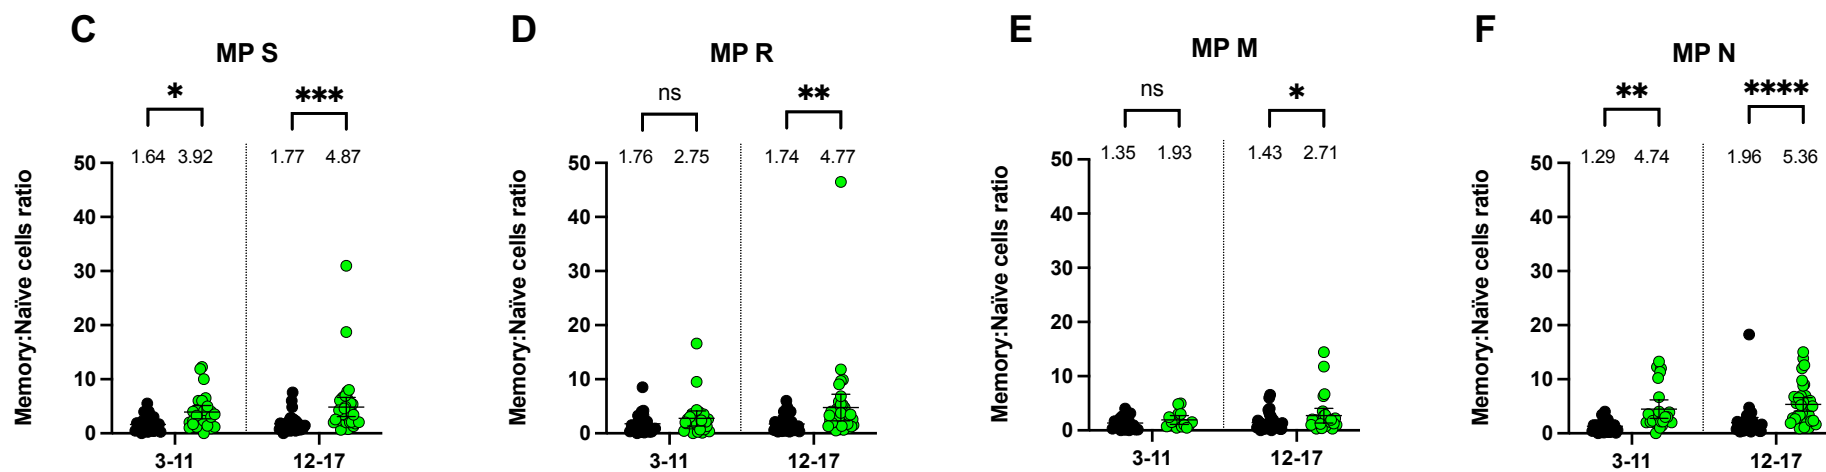 C
MP S
*
***
1.64 3.92 1.77 4.87
Memory:Naïve cells ratio
50
40
30
20
10
0
3-11 12-17
D
MP R
ns
**
1.76 2.75 1.74 4.77
Memory:Naïve cells ratio
50
40
30
20
10
0
3-11 12-17
E
MP M
ns
*
1.35 1.93 1.43 2.71
Memory:Naïve cells ratio
50
40
30
20
10
0
3-11 12-17
F
MP N
**
****
1.29 4.74 1.96 5.36
Memory:Naïve cells ratio
50
40
30
20
10
0
3-11 12-17